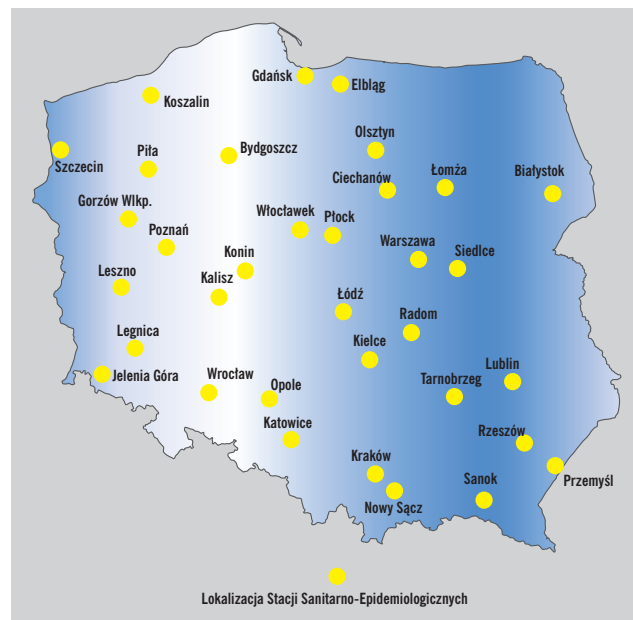 Gdańsk
Elbląg
Koszalin
Olsztyn
Szczecin
Piła
Bydgoszcz
Ciechanów
Łomża
Białystok
Gorzów Wlkp.
Włocławek
Płock
Poznań
Warszawa
Siedlce
Konin
Leszno
Kalisz
Łódź
Radom
Legnica
Kielce
Jelenia Góra
Wrocław
Opole
Tarnobrzeg
Lublin
Katowice
Rzeszów
Kraków
Sanok
Przemyśl
Nowy Sącz
Lokalizacja Stacji Sanitarno-Epidemiologicznych